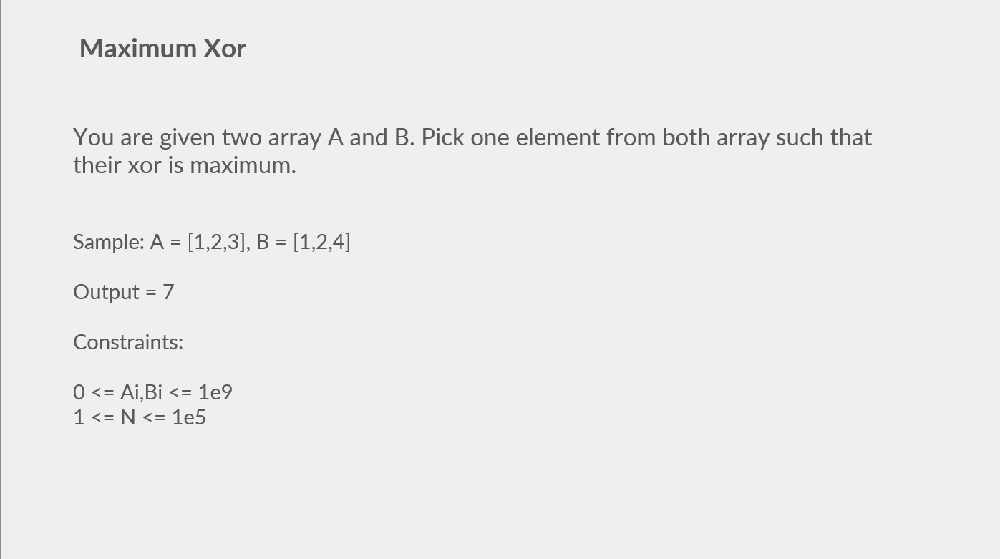 Maximum Xor
You are given two array A and B. Pick one element from both array such that
their xor is maximum.
Sample: A = [1,2,3], B = [1,2,4]
Output = 7
Constraints:
0 <= Ai,Bi <= 1e9
1 <= N <= 1e5